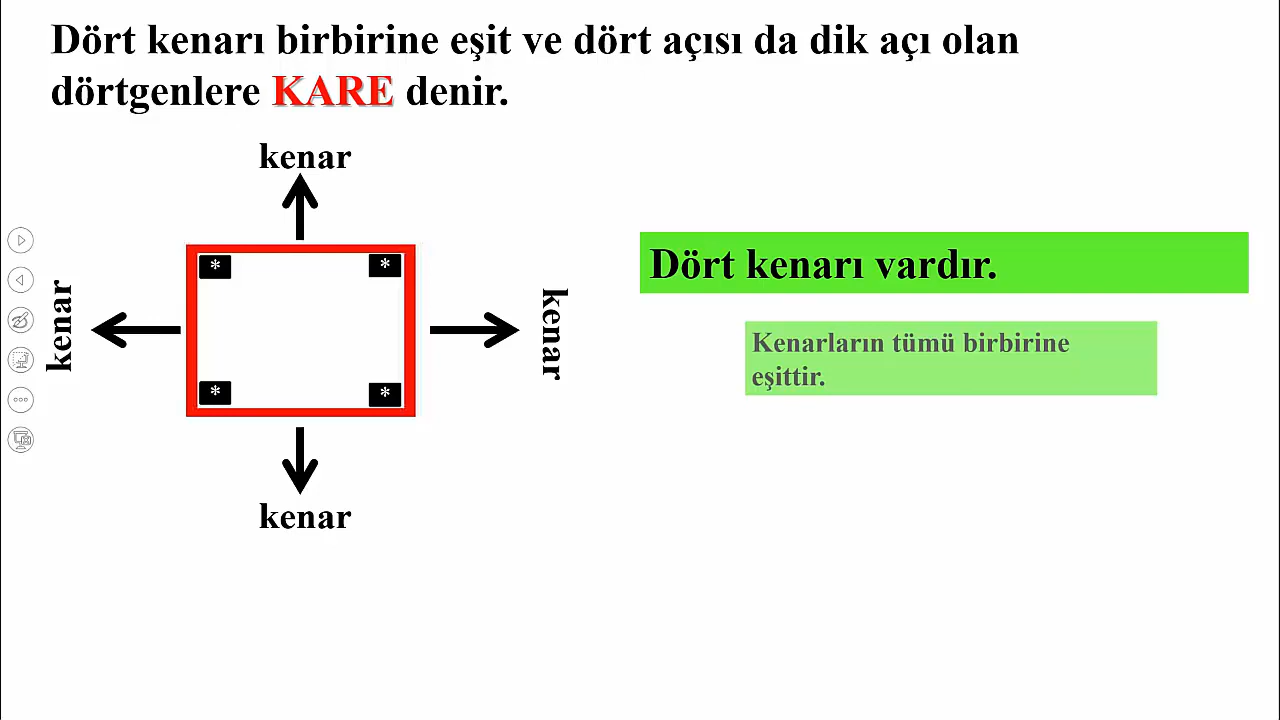 Dört kenarı birbirine eşit ve dört açısı da dik açı olan
dörtgenlere KARE denir.
kenar
kenar
kenar
kenar
* *
* *
Dört kenarı vardır.
Kenarların tümü birbirine
eşittir.